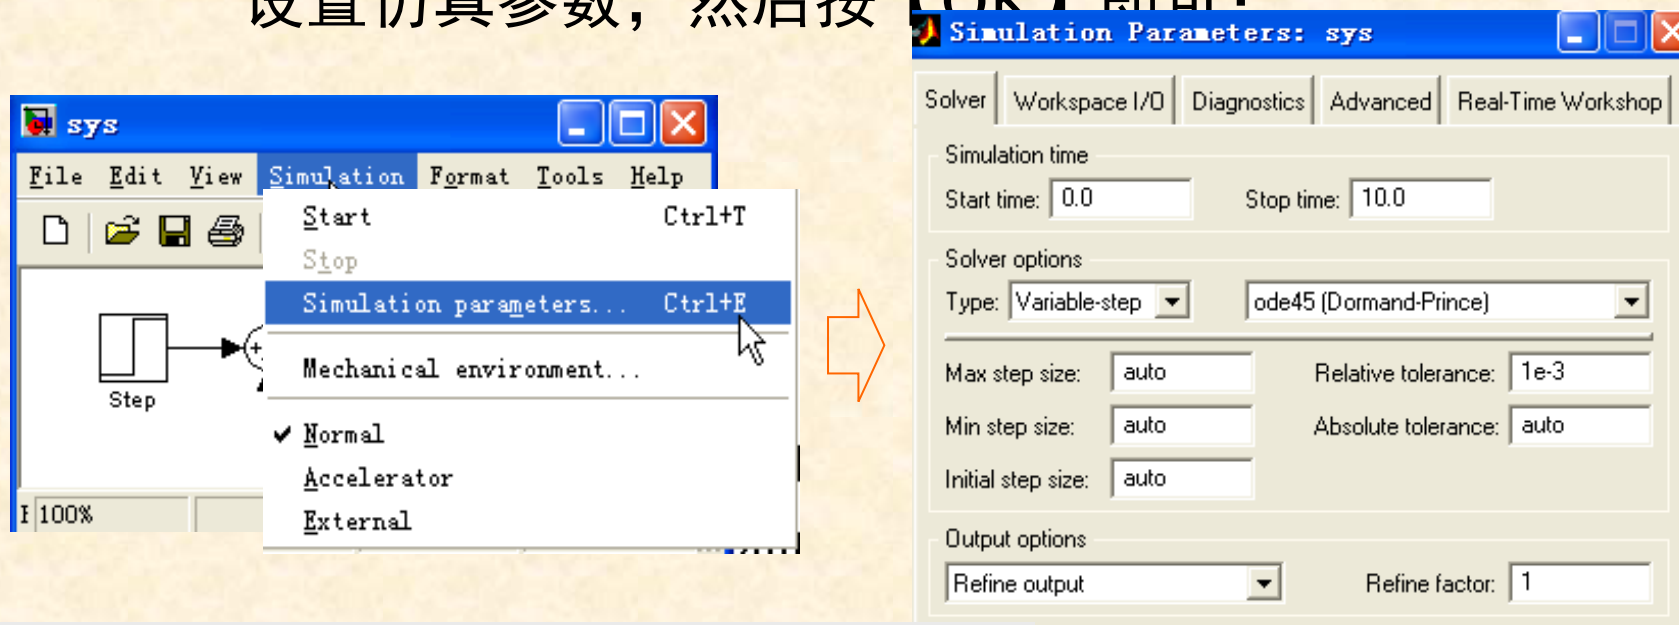 设置仿真参数，然后按【OK】即可：
sys
File Edit View Simulation Format Tools Help
Start Ctrl+T
Stop
Simulation parameters... Ctrl+E
Mechanical environment...
Normal
Accelerator
External
Step
100%
Simulation Parameters: sys
Solver Workspace I/O Diagnostics Advanced Real-Time Workshop
Simulation time
Start time: 0.0 Stop time: 10.0
Solver options
Type: Variable-step ode45 (Dormand-Prince)
Max step size: auto Relative tolerance: 1e-3
Min step size: auto Absolute tolerance: auto
Initial step size: auto
Output options
Refine output Refine factor: 1